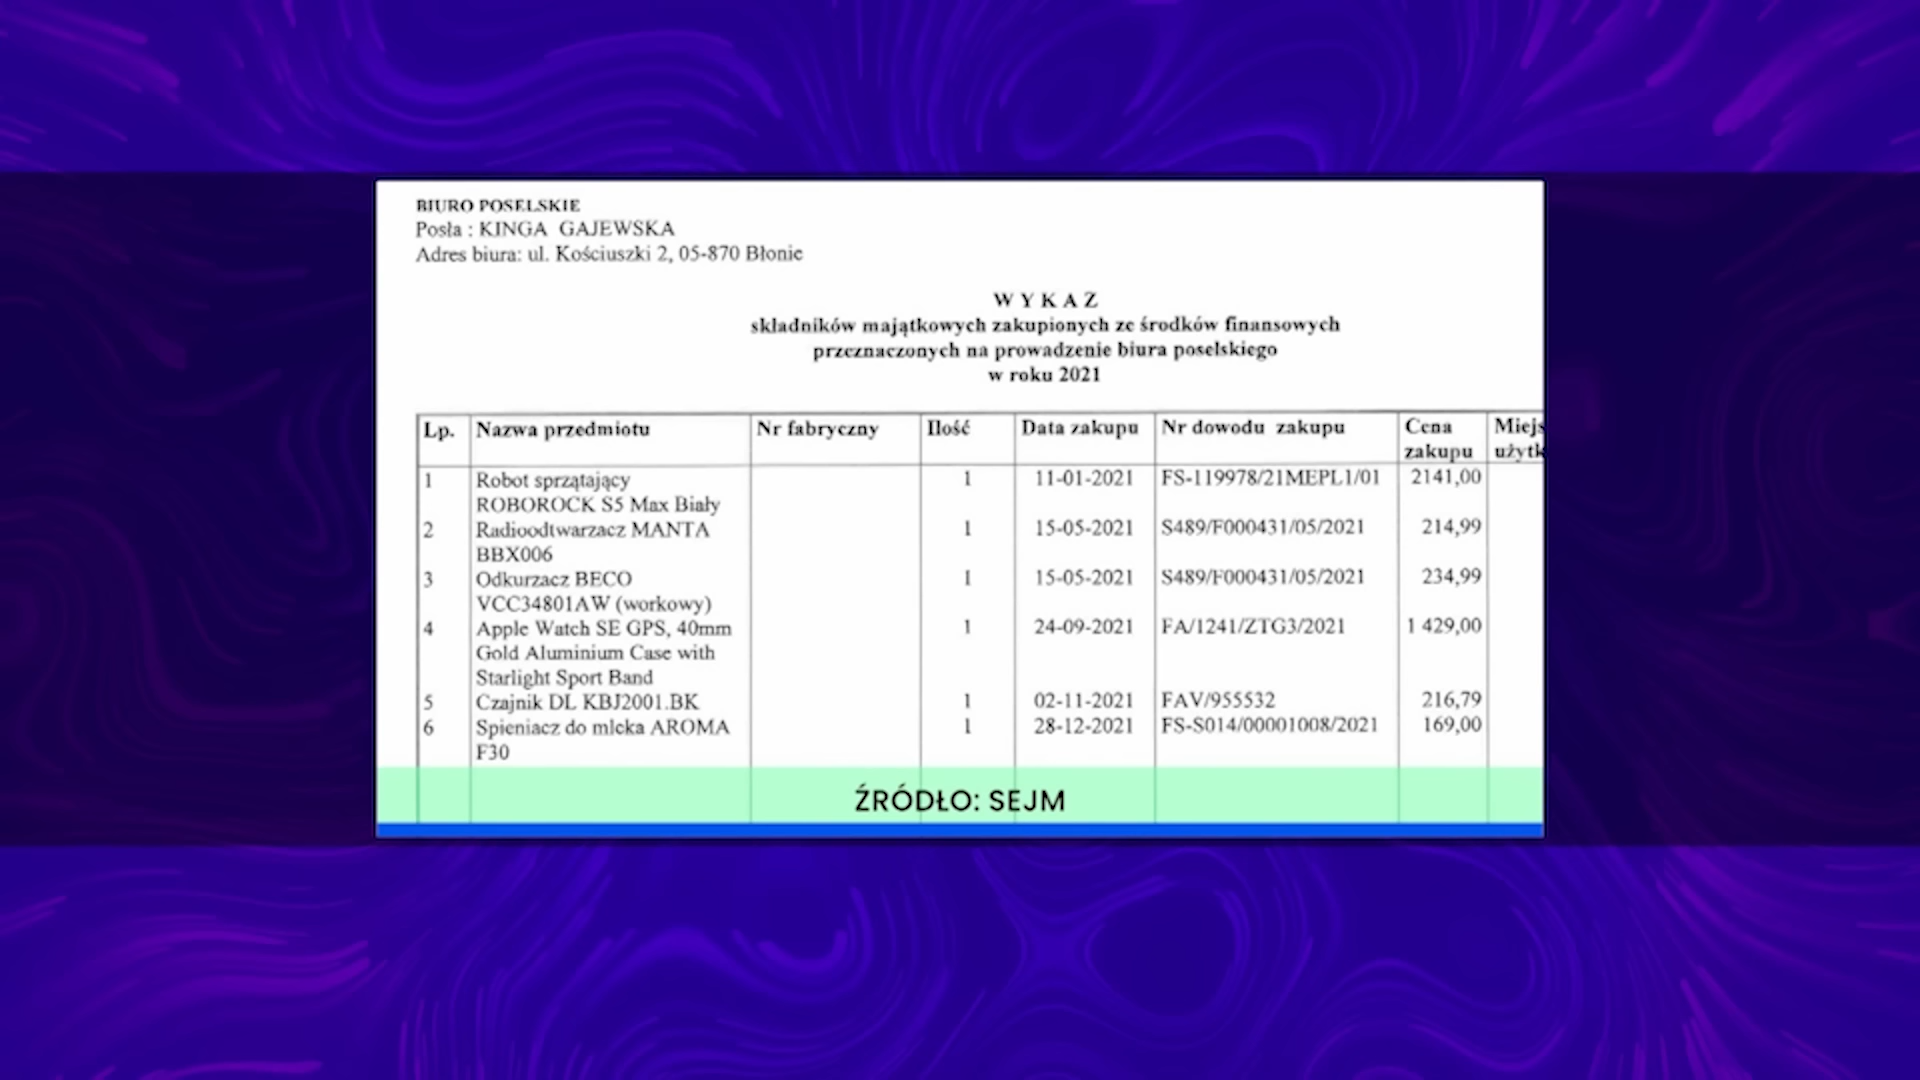 BIURO POSELSKIE
Posła : KINGA GAJEWSKA
Adres biura: ul. Kościuszki 2, 05-870 Błonie
W Y K A Z
składników majątkowych zakupionych ze środków finansowych
przeznaczonych na prowadzenie biura poselskiego
w roku 2021
Lp. Nazwa przedmiotu Nr fabryczny Ilość Data zakupu Nr dowodu zakupu Cena Miejs
zakupu użytk
1 Robot sprzątający 1 11-01-2021 FS-119978/21MEPL1/01 2141,00
ROBOROCK S5 Max Biały
2 Radioodtwarzacz MANTA 1 15-05-2021 S489/F000431/05/2021 214,99
BBX006
3 Odkurzacz BECO 1 15-05-2021 S489/F000431/05/2021 234,99
VCC34801AW (workowy)
4 Apple Watch SE GPS, 40mm 1 24-09-2021 FA/1241/ZTG3/2021 1 429,00
Gold Aluminium Case with
Starlight Sport Band
5 Czajnik DL KBJ2001.BK 1 02-11-2021 FAV/955532 216,79
6 Spieniacz do mleka AROMA 1 28-12-2021 FS-S014/00001008/2021 169,00
F30
ŹRÓDŁO: SEJM